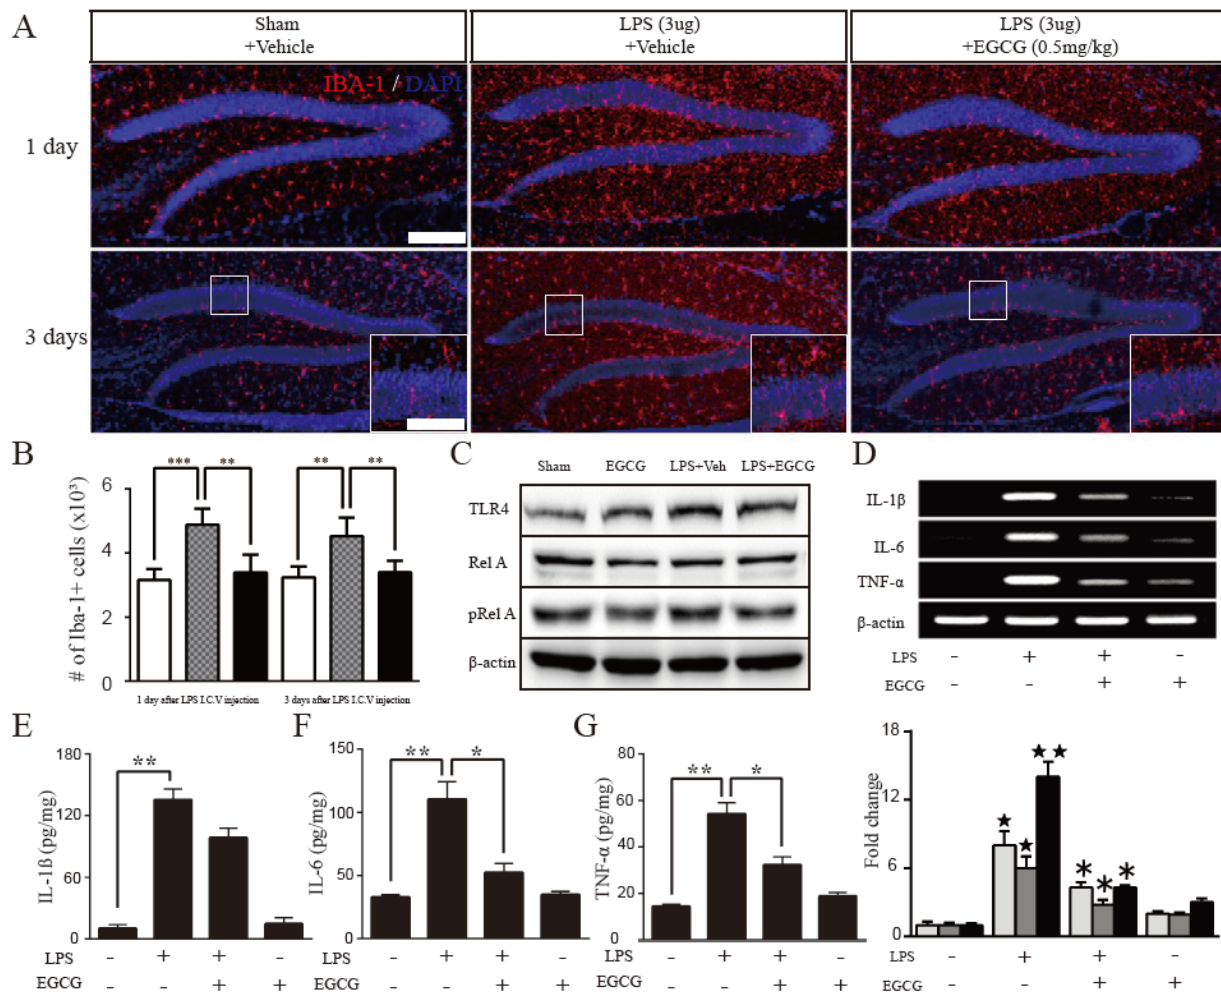 A
Sham
+Vehicle
LPS (3ug)
+Vehicle
LPS (3ug)
+EGCG (0.5mg/kg)
IBA-1 / DAPI
1 day
3 days
B
*** ** ** **
# of Iba-1+ cells (x10³)
6
4
2
0
1 day after LPS I.C.V injection
3 days after LPS I.C.V injection
C
Sham EGCG LPS+Veh LPS+EGCG
TLR4
Rel A
pRel A
β-actin
D
IL-1β
IL-6
TNF-α
β-actin
LPS - + + -
EGCG - - + +
Fold change
18
12
6
0
★ ★ ★★ * * *
LPS - + + -
EGCG - - + +
E
IL-1ß (pg/mg)
180
120
60
0
**
LPS - + + -
EGCG - - + +
F
IL-6 (pg/mg)
150
100
50
0
** *
LPS - + + -
EGCG - - + +
G
TNF-α (pg/mg)
80
60
40
20
0
** *
LPS - + + -
EGCG - - + +